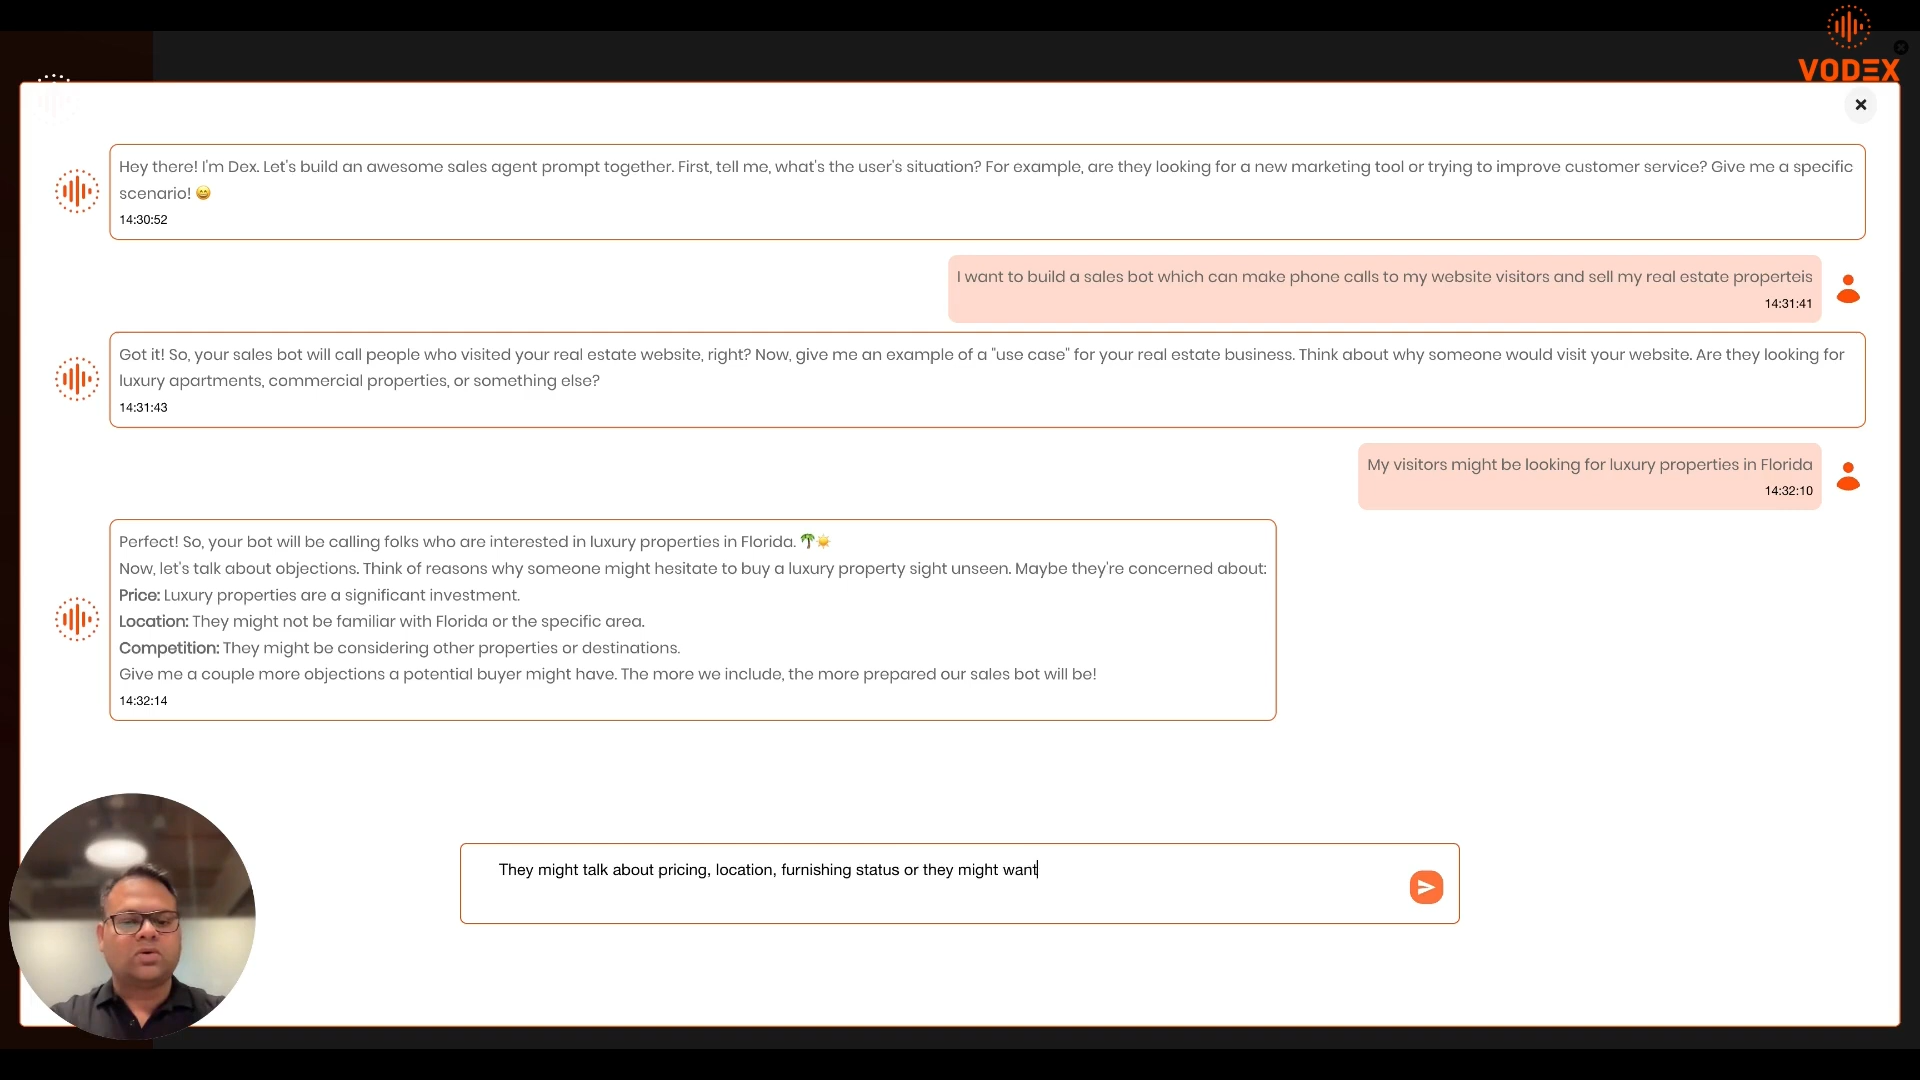 VODEX
Hey there! I'm Dex. Let's build an awesome sales agent prompt together. First, tell me, what's the user's situation? For example, are they looking for a new marketing tool or trying to improve customer service? Give me a specific
scenario! 😄
14:30:52
I want to build a sales bot which can make phone calls to my website visitors and sell my real estate properteis
14:31:41
Got it! So, your sales bot will call people who visited your real estate website, right? Now, give me an example of a "use case" for your real estate business. Think about why someone would visit your website. Are they looking for
luxury apartments, commercial properties, or something else?
14:31:43
My visitors might be looking for luxury properties in Florida
14:32:10
Perfect! So, your bot will be calling folks who are interested in luxury properties in Florida. 🌴☀️
Now, let's talk about objections. Think of reasons why someone might hesitate to buy a luxury property sight unseen. Maybe they're concerned about:
Price: Luxury properties are a significant investment.
Location: They might not be familiar with Florida or the specific area.
Competition: They might be considering other properties or destinations.
Give me a couple more objections a potential buyer might have. The more we include, the more prepared our sales bot will be!
14:32:14
They might talk about pricing, location, furnishing status or they might want